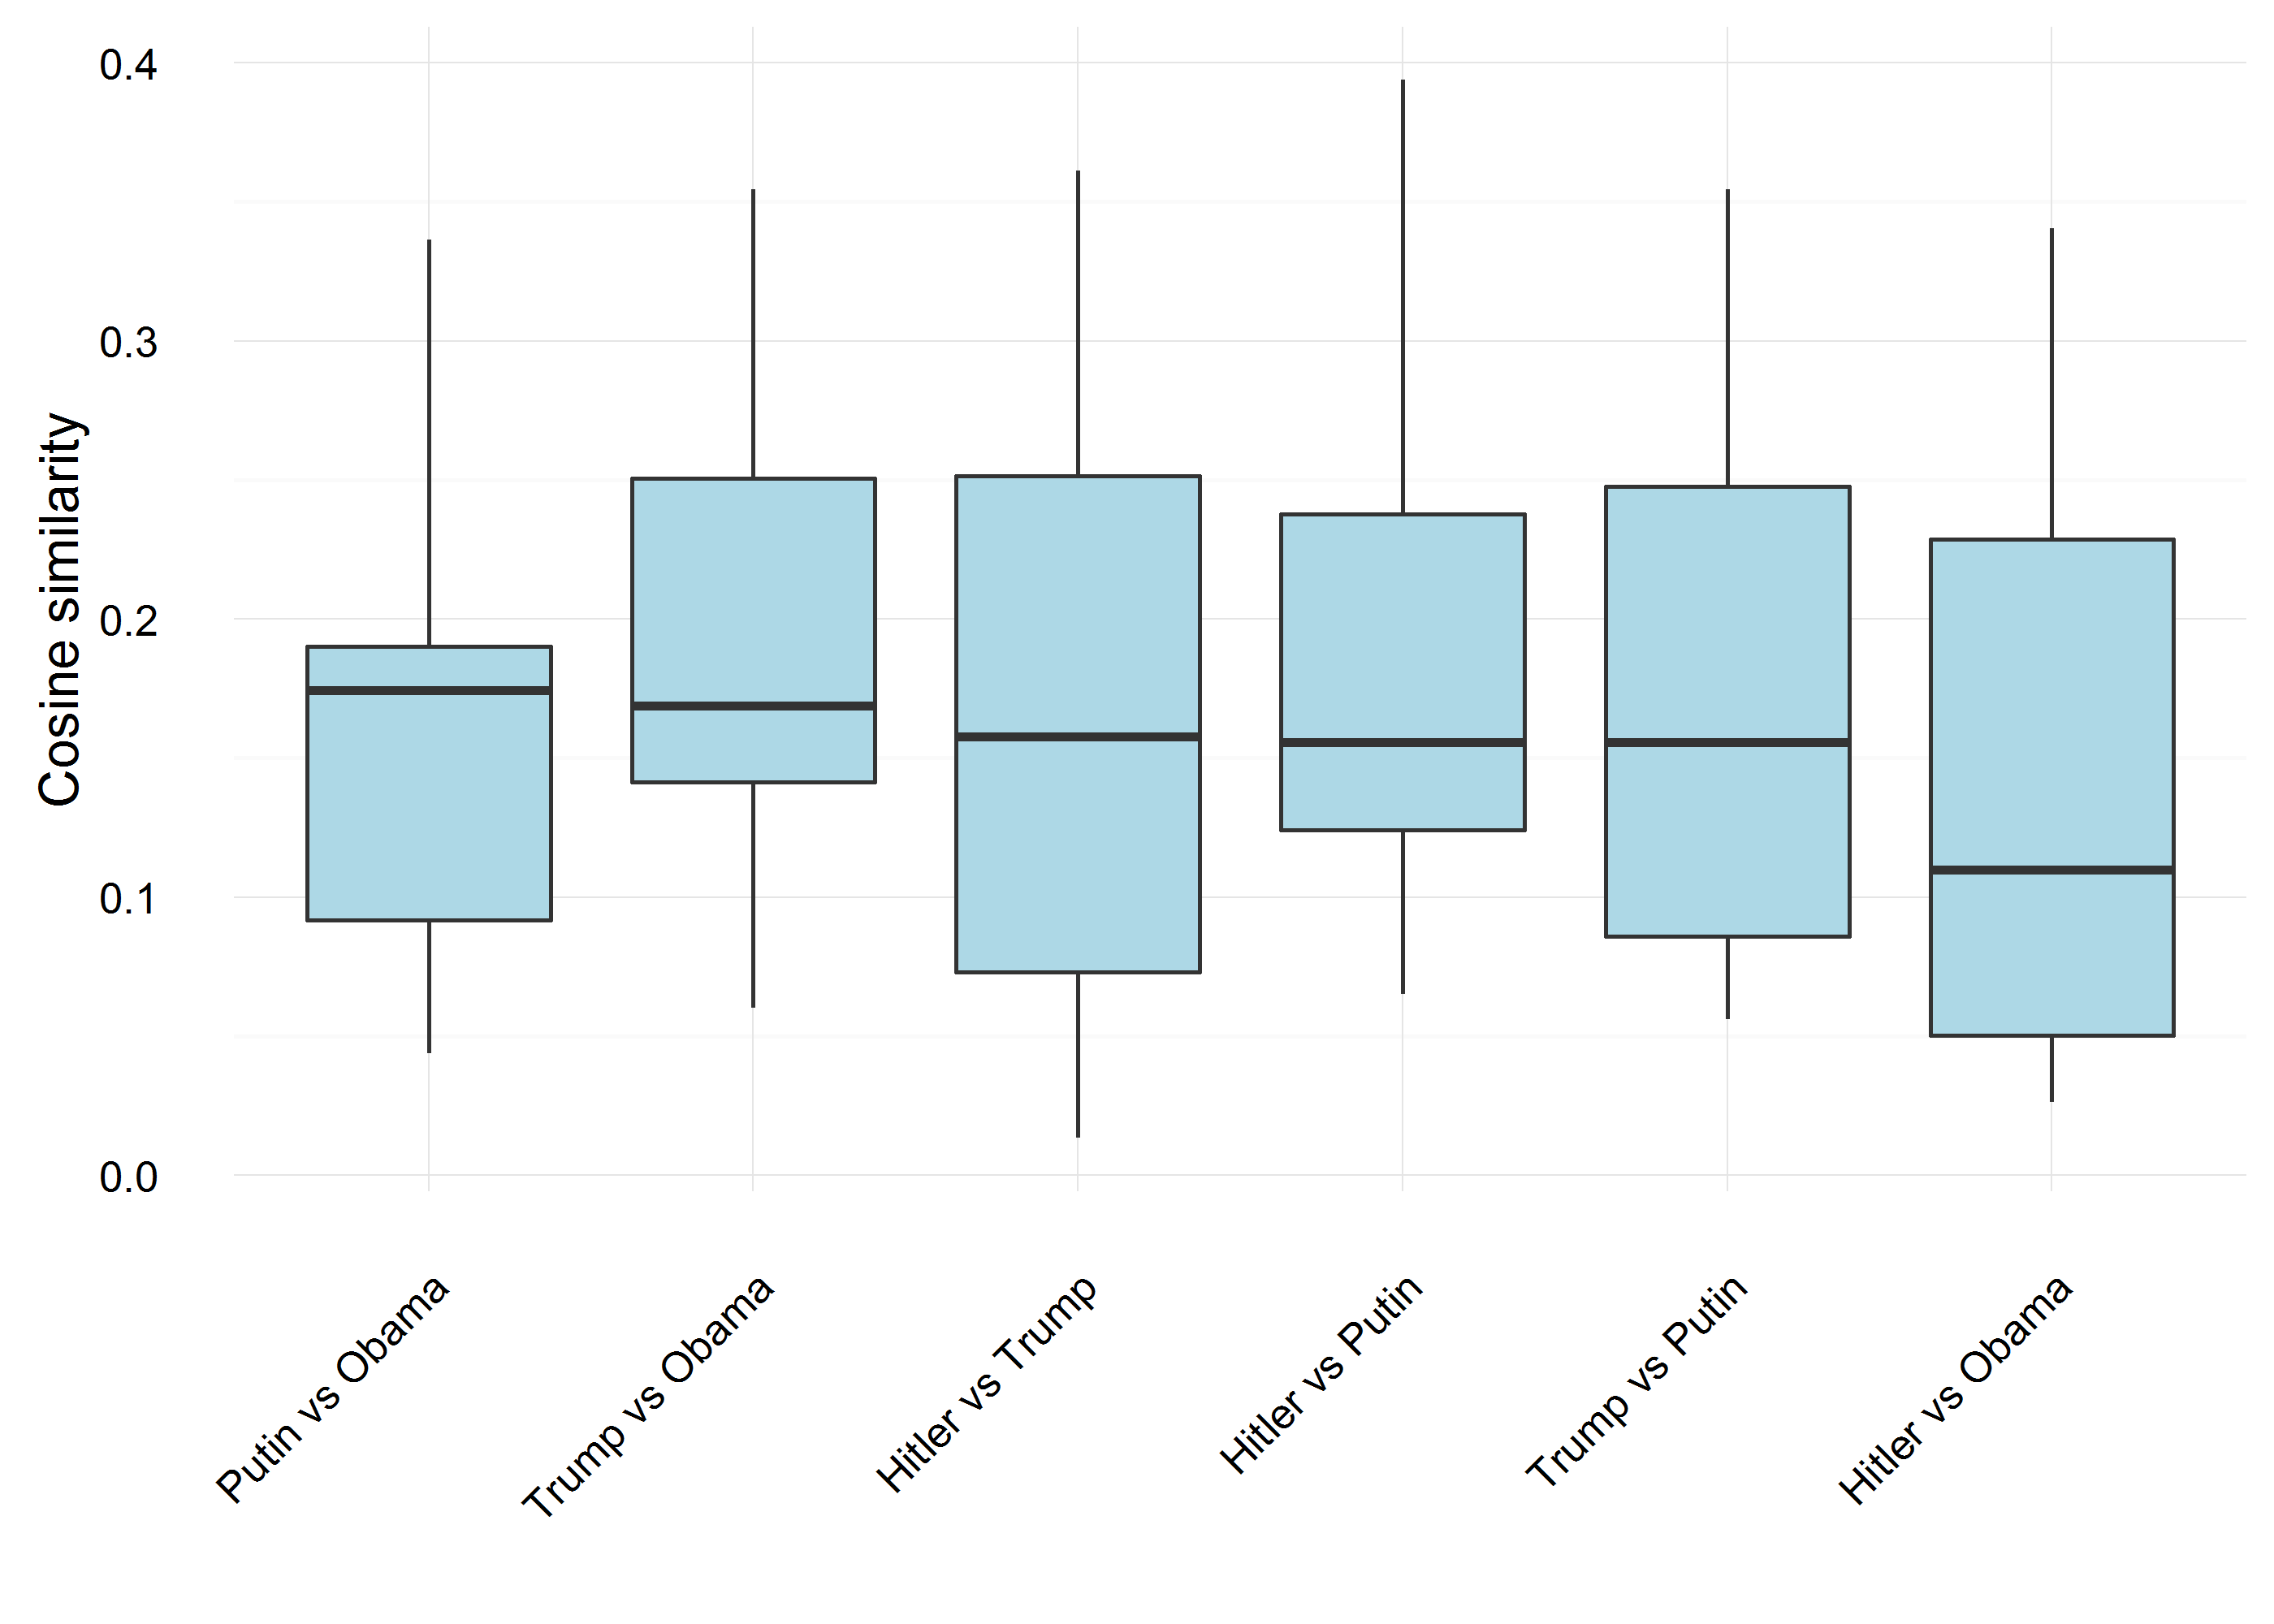 Cosine similarity
0.4
0.3
0.2
0.1
0.0
Putin vs Obama
Trump vs Obama
Hitler vs Trump
Hitler vs Putin
Trump vs Putin
Hitler vs Obama